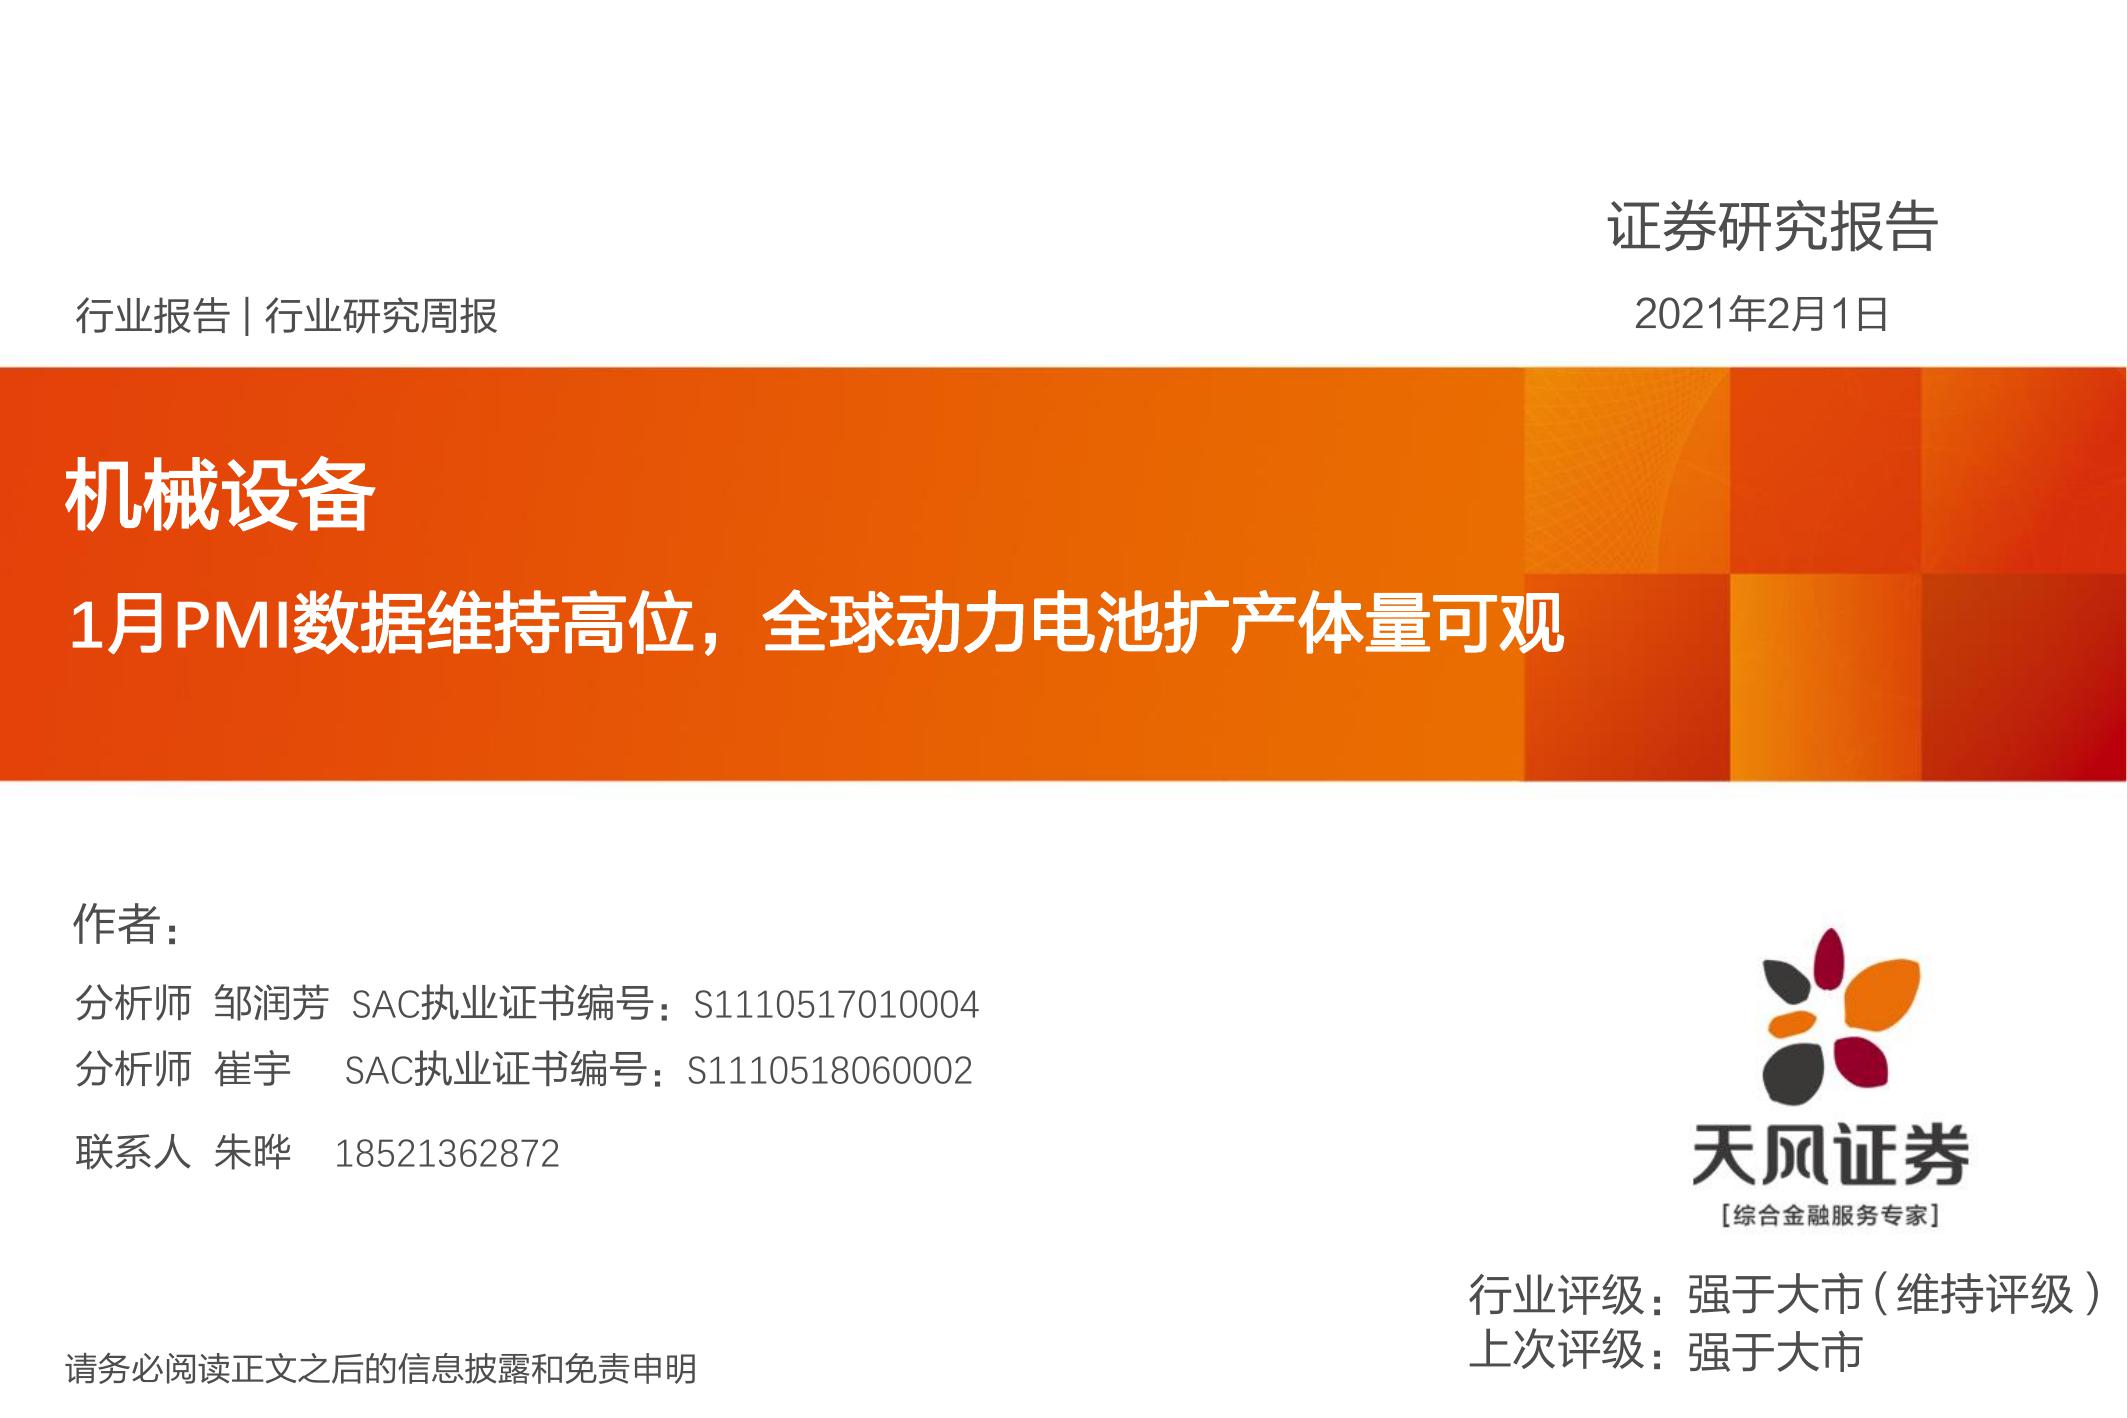 证券研究报告
行业报告 | 行业研究周报
2021年2月1日
机械设备
1月PMI数据维持高位，全球动力电池扩产体量可观
作者：
分析师 邹润芳 SAC执业证书编号：S1110517010004
分析师 崔宇 SAC执业证书编号：S1110518060002
联系人 朱晔 18521362872
天风证券
[综合金融服务专家]
行业评级：强于大市（维持评级）
上次评级：强于大市
请务必阅读正文之后的信息披露和免责申明